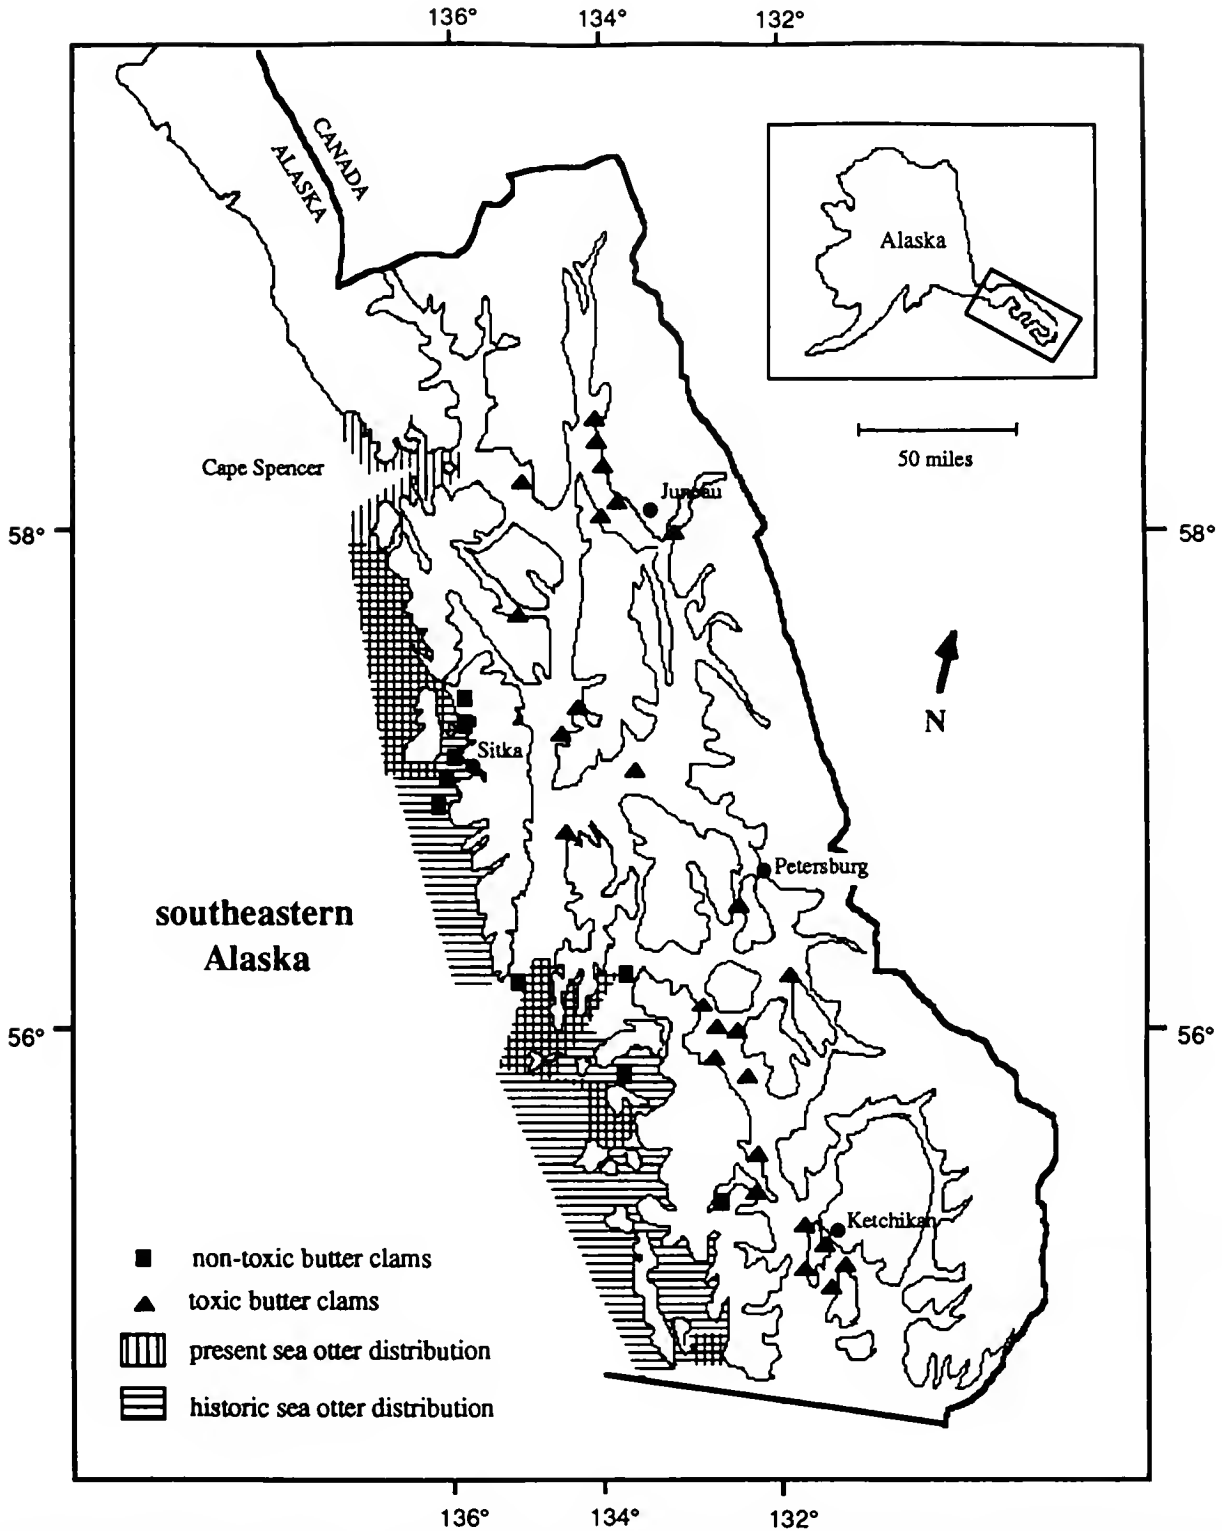 136° 134° 132°
CANADA
ALASKA
Alaska
50 miles
Cape Spencer
Juneau
58° 58°
N
Sitka
Petersburg
southeastern
Alaska
56° 56°
Ketchikan
non-toxic butter clams
toxic butter clams
present sea otter distribution
historic sea otter distribution
136° 134° 132°